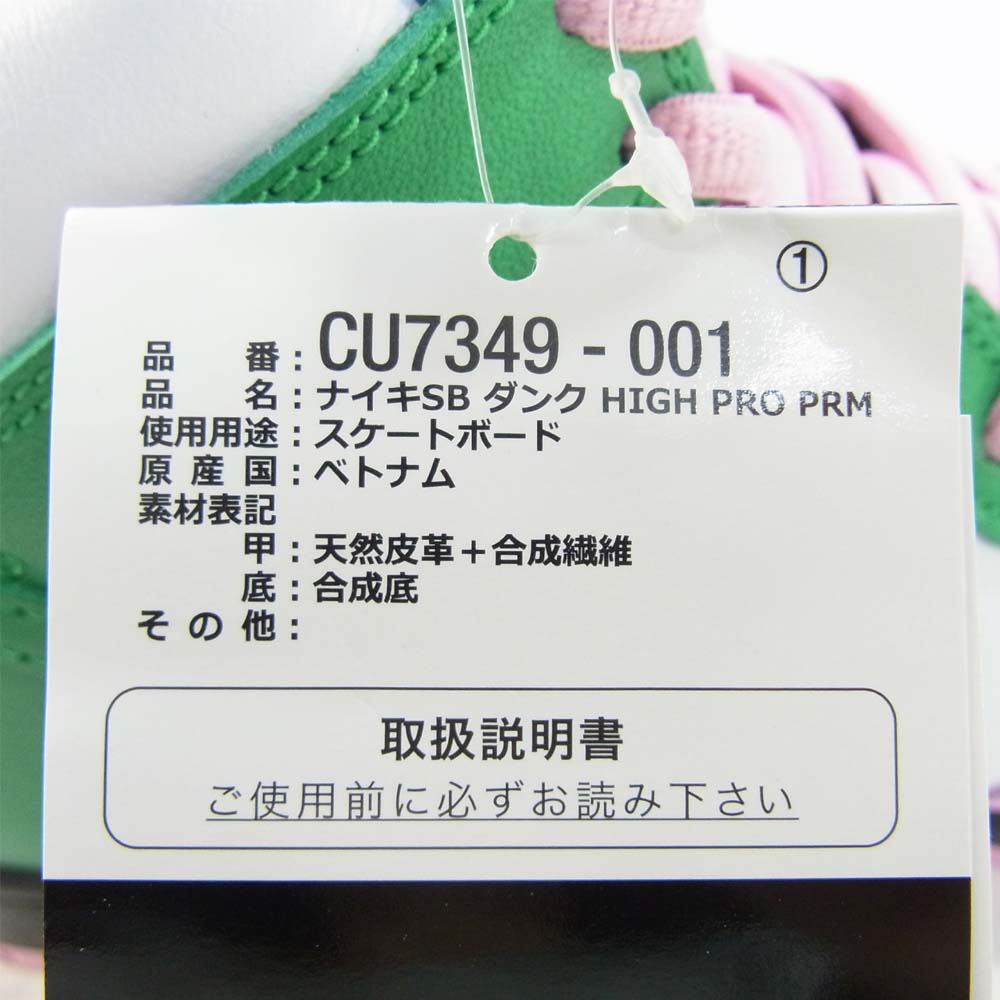 ①
品番：CU7349 - 001
品名：ナイキSB ダンク HIGH PRO PRM
使用用途：スケートボード
原産国：ベトナム
素材表記
甲：天然皮革＋合成繊維
底：合成底
その他：
取扱説明書
ご使用前に必ずお読み下さい